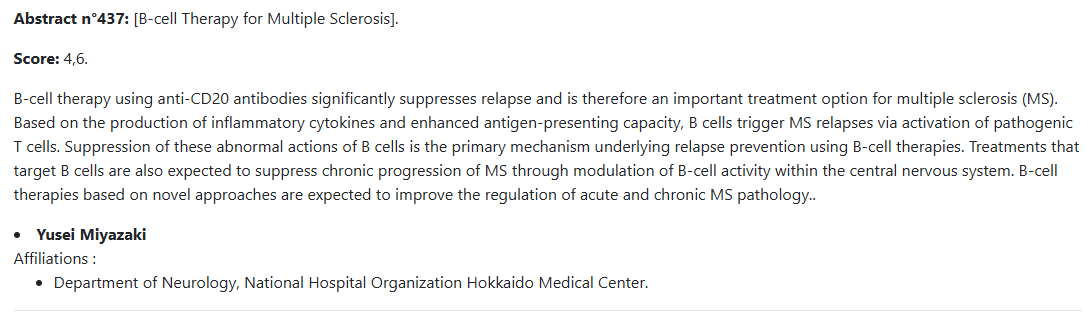 Abstract n°437: [B-cell Therapy for Multiple Sclerosis].
Score: 4,6.
B-cell therapy using anti-CD20 antibodies significantly suppresses relapse and is therefore an important treatment option for multiple sclerosis (MS).
Based on the production of inflammatory cytokines and enhanced antigen-presenting capacity, B cells trigger MS relapses via activation of pathogenic
T cells. Suppression of these abnormal actions of B cells is the primary mechanism underlying relapse prevention using B-cell therapies. Treatments that
target B cells are also expected to suppress chronic progression of MS through modulation of B-cell activity within the central nervous system. B-cell
therapies based on novel approaches are expected to improve the regulation of acute and chronic MS pathology..
• Yusei Miyazaki
Affiliations :
• Department of Neurology, National Hospital Organization Hokkaido Medical Center.